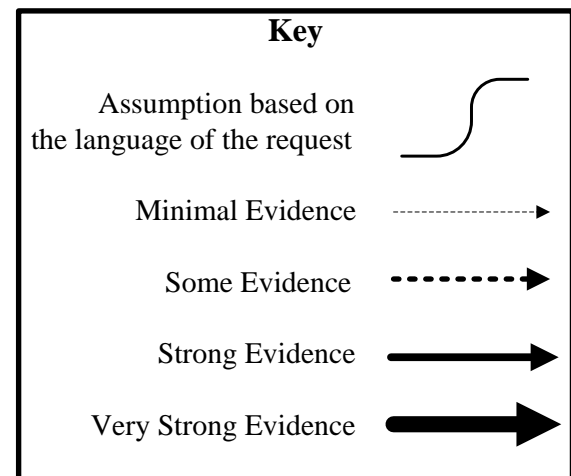 Key
Assumption based on
the language of the request
Minimal Evidence
Some Evidence
Strong Evidence
Very Strong Evidence